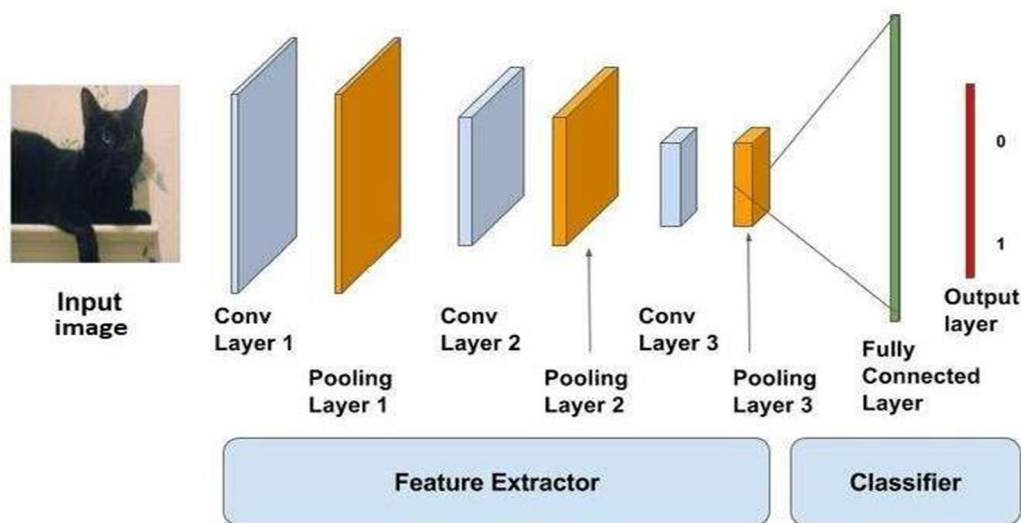 Input
image
Conv
Layer 1
Pooling
Layer 1
Conv
Layer 2
Pooling
Layer 2
Conv
Layer 3
Pooling
Layer 3
Fully
Connected
Layer
0
1
Output
layer
Feature Extractor
Classifier